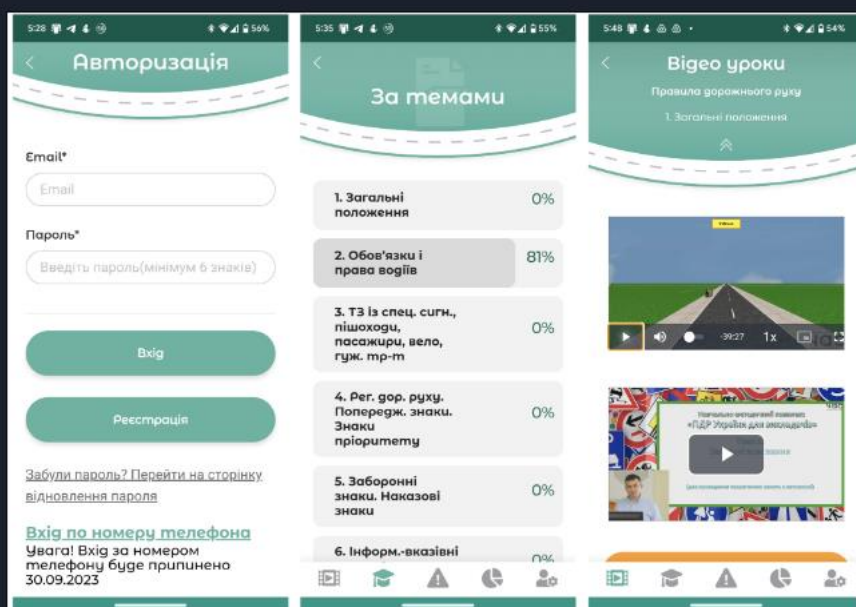 5:28
56%
Авторизація
Email*
Email
Пароль*
Введіть пароль(мінімум 6 знаків)
Вхід
Реєстрація
Забули пароль? Перейти на сторінку
відновлення пароля
Вхід по номеру телефона
Увага! Вхід за номером
телефону буде припинено
30.09.2023
5:35
55%
За темами
1. Загальні
положення
0%
2. Обов'язки і
права водіїв
81%
3. ТЗ із спец. сигн.,
пішоходи,
пасажири, вело,
гуж. тр-т
0%
4. Рег. дор. руху.
Попередж. знаки.
Знаки
пріоритету
0%
5. Заборонні
знаки. Наказові
знаки
0%
6. Інформ.-вказівні
0%
5:48
54%
Відео уроки
Правила дорожнього руху
1. Загальні положення
-39:27
1x
«ПДР України для викладачів»